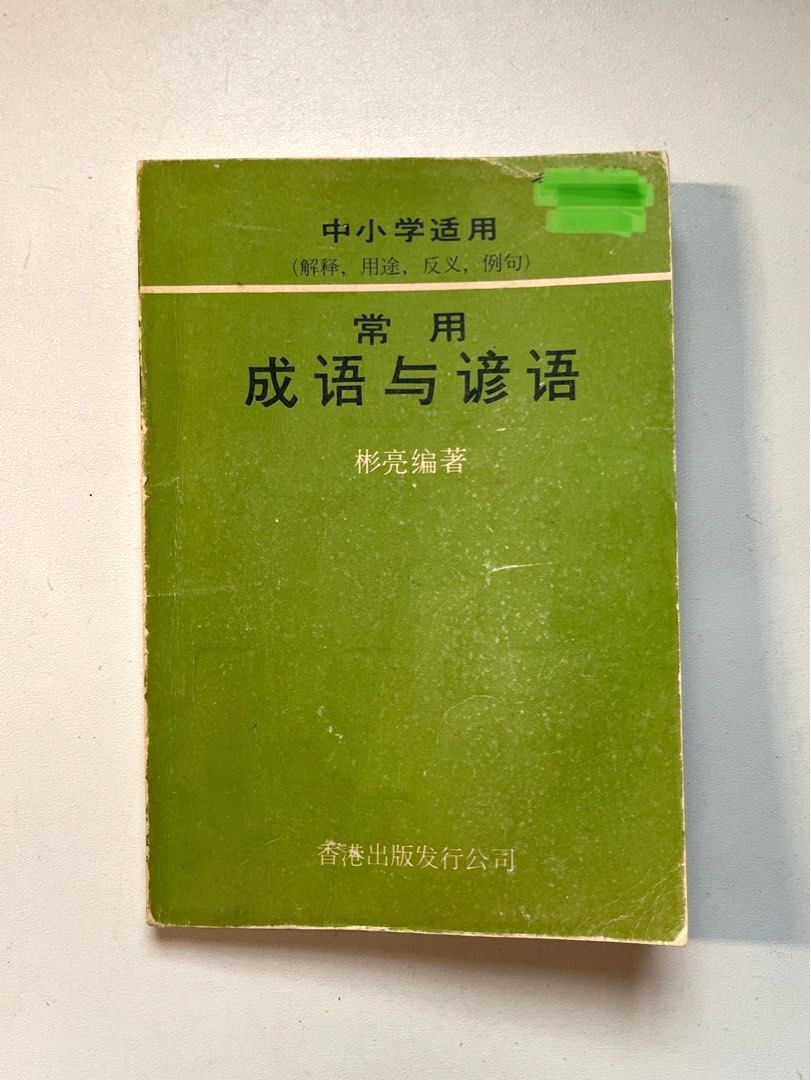 中小学适用
(解释，用途，反义，例句)
常用
成语与谚语
彬亮编著
香港出版发行公司